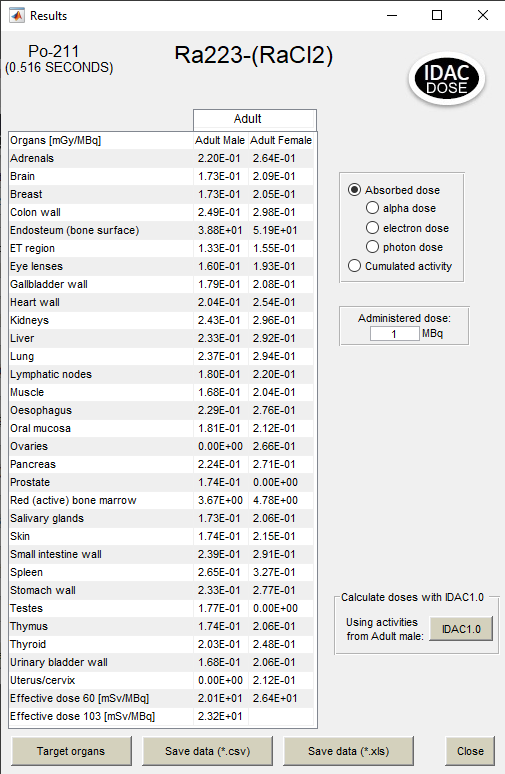 Results
Po-211
(0.516 SECONDS)
Ra223-(RaCl2)
IDAC
DOSE
Adult
Organs [mGy/MBq] Adult Male Adult Female
Adrenals 2.20E-01 2.64E-01
Brain 1.73E-01 2.09E-01
Breast 1.73E-01 2.05E-01
Colon wall 2.49E-01 2.98E-01
Endosteum (bone surface) 3.88E+01 5.19E+01
ET region 1.33E-01 1.55E-01
Eye lenses 1.60E-01 1.93E-01
Gallbladder wall 1.79E-01 2.08E-01
Heart wall 2.04E-01 2.54E-01
Kidneys 2.43E-01 2.96E-01
Liver 2.33E-01 2.92E-01
Lung 2.37E-01 2.94E-01
Lymphatic nodes 1.80E-01 2.20E-01
Muscle 1.68E-01 2.04E-01
Oesophagus 2.29E-01 2.76E-01
Oral mucosa 1.81E-01 2.12E-01
Ovaries 0.00E+00 2.66E-01
Pancreas 2.24E-01 2.71E-01
Prostate 1.74E-01 0.00E+00
Red (active) bone marrow 3.67E+00 4.78E+00
Salivary glands 1.73E-01 2.06E-01
Skin 1.74E-01 2.15E-01
Small intestine wall 2.39E-01 2.91E-01
Spleen 2.65E-01 3.27E-01
Stomach wall 2.33E-01 2.77E-01
Testes 1.77E-01 0.00E+00
Thymus 1.74E-01 2.06E-01
Thyroid 2.03E-01 2.48E-01
Urinary bladder wall 1.68E-01 2.06E-01
Uterus/cervix 0.00E+00 2.12E-01
Effective dose 60 [mSv/MBq] 2.01E+01 2.64E+01
Effective dose 103 [mSv/MBq] 2.32E+01
Absorbed dose
alpha dose
electron dose
photon dose
Cumulated activity
Administered dose:
1 MBq
Calculate doses with IDAC1.0
Using activities
from Adult male:
IDAC1.0
Target organs
Save data (*.csv)
Save data (*.xls)
Close